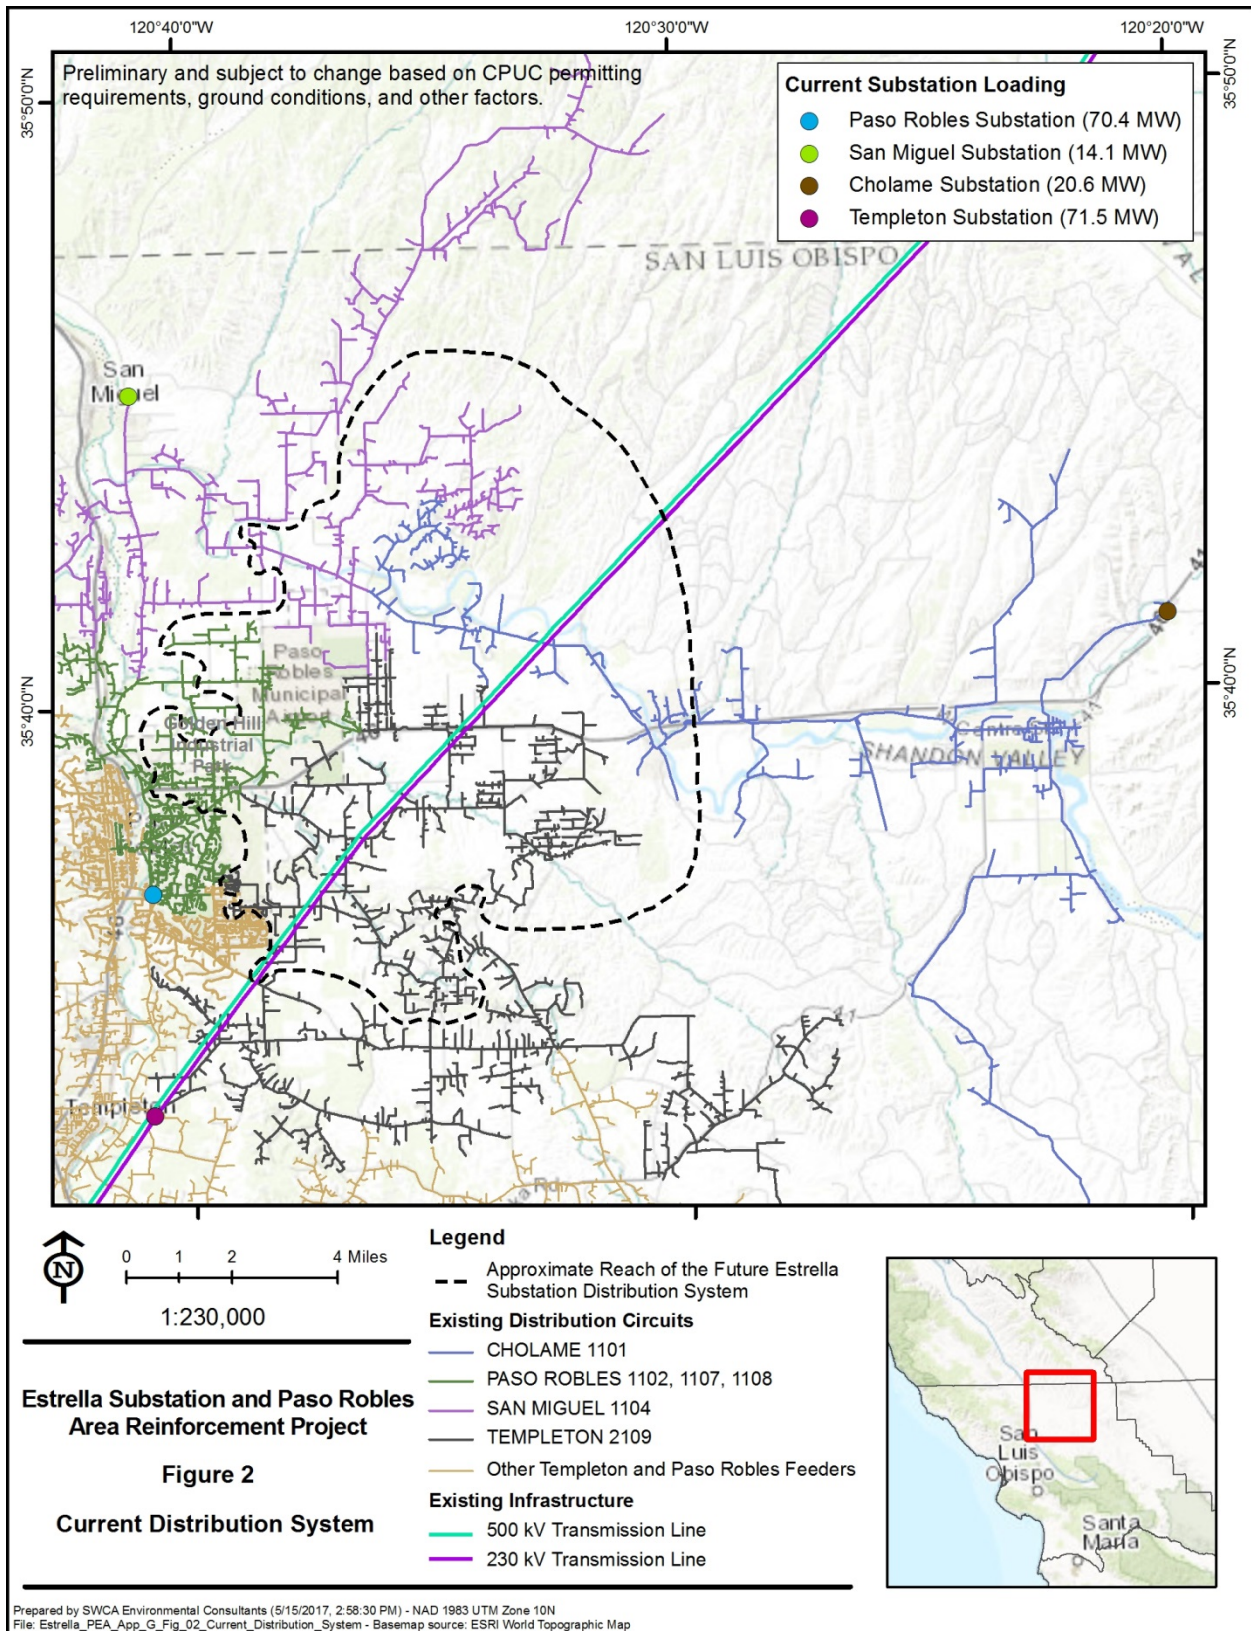 120°40'0"W
120°30'0"W
120°20'0"W
35°50'0"N
35°50'0"N
Preliminary and subject to change based on CPUC permitting
requirements, ground conditions, and other factors.
Current Substation Loading
Paso Robles Substation (70.4 MW)
San Miguel Substation (14.1 MW)
Cholame Substation (20.6 MW)
Templeton Substation (71.5 MW)
SAN LUIS OBISPO
San
Miguel
41
46
41
35°40'0"N
35°40'0"N
Paso
Robles
Municipal
Airport
Golden Hill
Industrial
Park
46
SHANDON VALLEY
41
Templeton
Rd
Legend
Approximate Reach of the Future Estrella
Substation Distribution System
Existing Distribution Circuits
CHOLAME 1101
PASO ROBLES 1102, 1107, 1108
SAN MIGUEL 1104
TEMPLETON 2109
Other Templeton and Paso Robles Feeders
Existing Infrastructure
500 kV Transmission Line
230 kV Transmission Line
N
0 1 2 4 Miles
1:230,000
Estrella Substation and Paso Robles
Area Reinforcement Project
Figure 2
Current Distribution System
San
Luis
Obispo
Santa
Maria
Prepared by SWCA Environmental Consultants (5/15/2017, 2:58:30 PM) - NAD 1983 UTM Zone 10N
File: Estrella_PEA_App_G_Fig_02_Current_Distribution_System - Basemap source: ESRI World Topographic Map